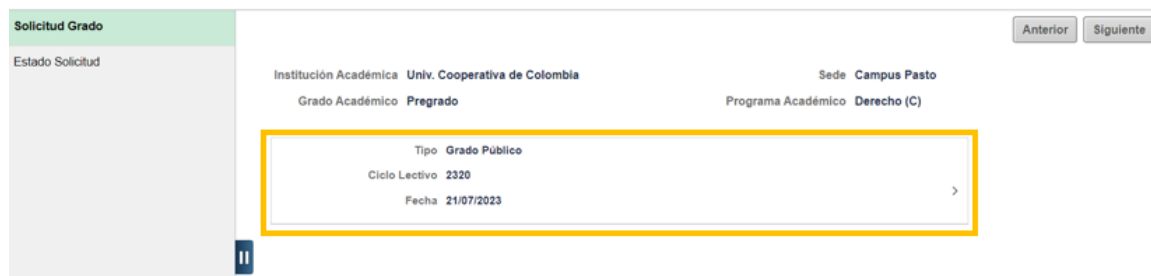 Solicitud Grado
Estado Solicitud
Anterior Siguiente
Institución Académica Univ. Cooperativa de Colombia Sede Campus Pasto
Grado Académico Pregrado Programa Académico Derecho (C)
Tipo Grado Público
Ciclo Lectivo 2320
Fecha 21/07/2023